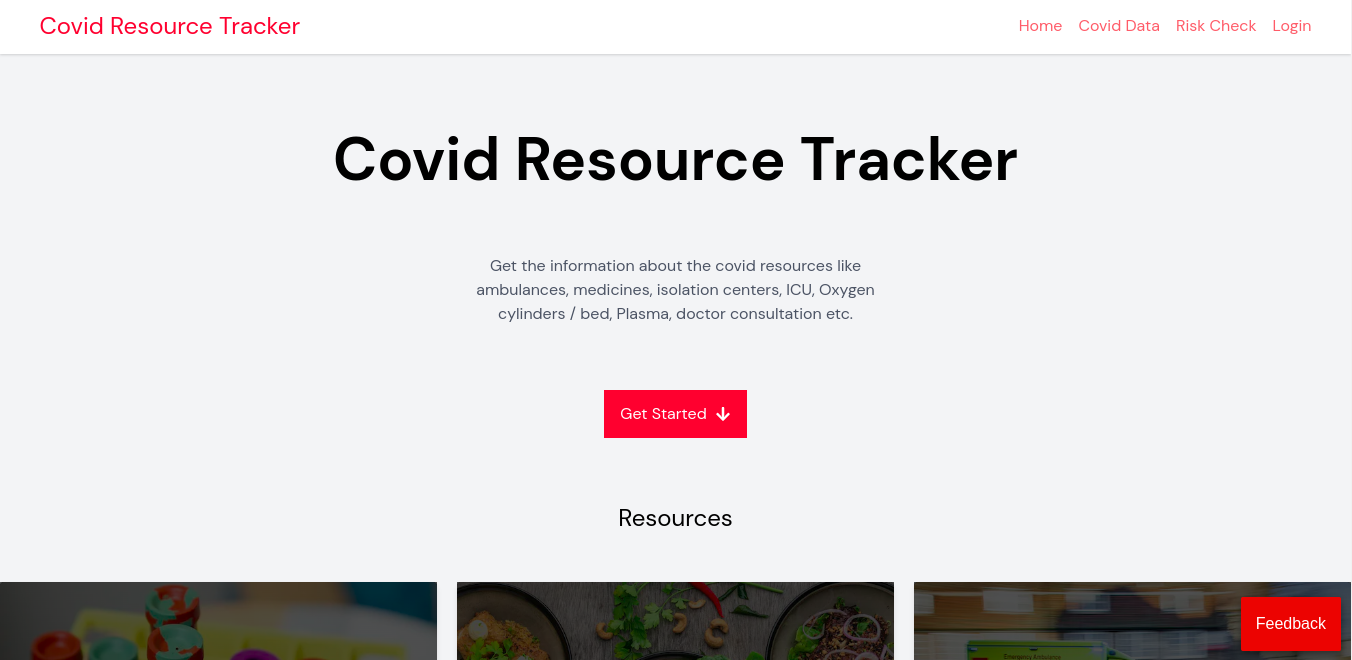 Covid Resource Tracker
Home Covid Data Risk Check Login
Covid Resource Tracker
Get the information about the covid resources like
ambulances, medicines, isolation centers, ICU, Oxygen
cylinders / bed, Plasma, doctor consultation etc.
Get Started
Resources
Feedback